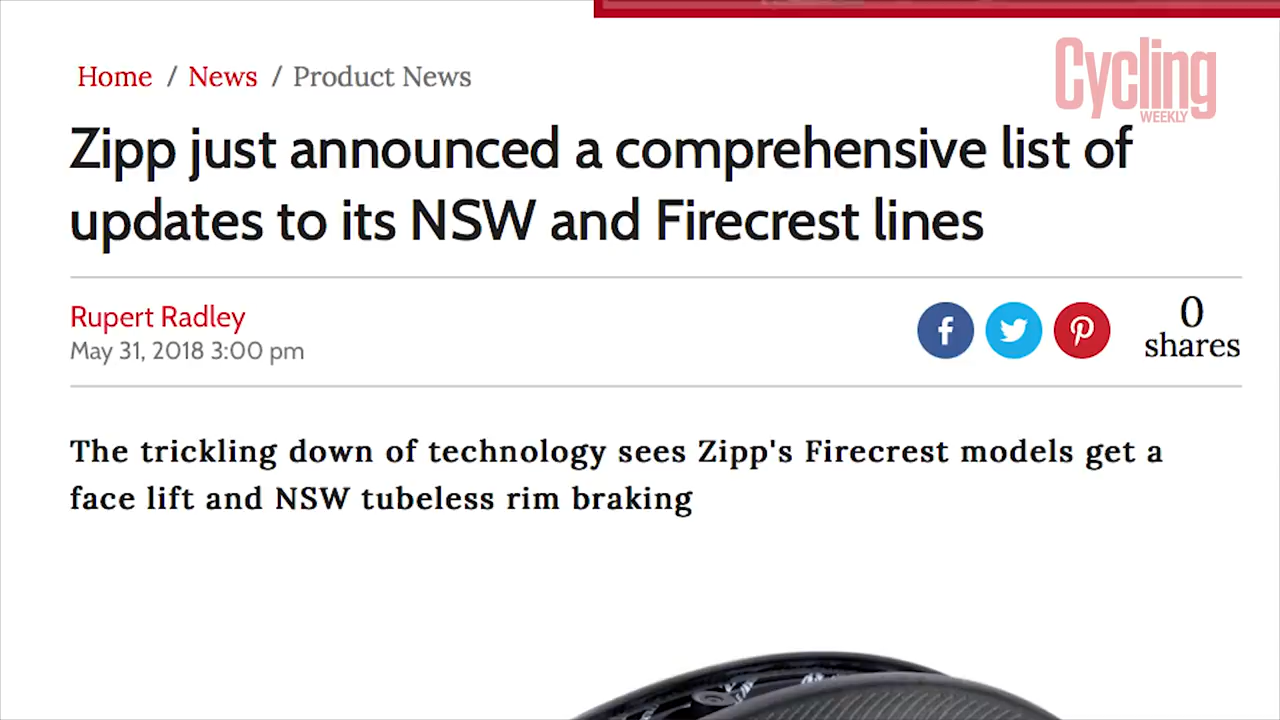 Cycling
WEEKLY
Home / News / Product News
Zipp just announced a comprehensive list of
updates to its NSW and Firecrest lines
Rupert Radley
May 31, 2018 3:00 pm
0
shares
The trickling down of technology sees Zipp's Firecrest models get a
face lift and NSW tubeless rim braking